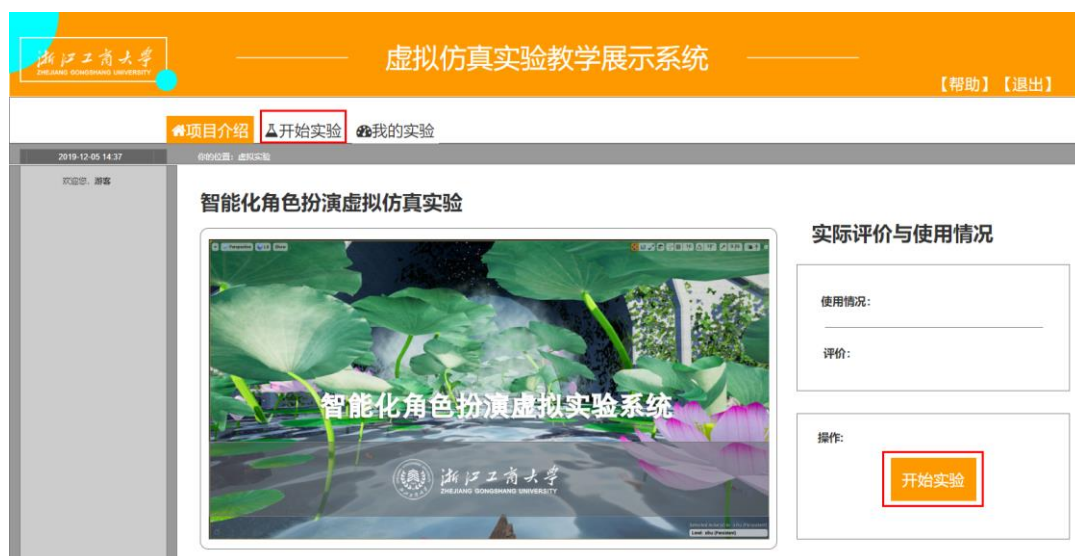 浙江工商大学
ZHEJIANG GONGSHANG UNIVERSITY
虚拟仿真实验教学展示系统
【帮助】【退出】
项目介绍 开始实验 我的实验
2019-12-05 14:37 你的位置：虚拟实验
欢迎您，游客
智能化角色扮演虚拟仿真实验
Perspective Lit Show
智能化角色扮演虚拟实验系统
浙江工商大学
ZHEJIANG GONGSHANG UNIVERSITY
实际评价与使用情况
使用情况：
评价：
操作：
开始实验